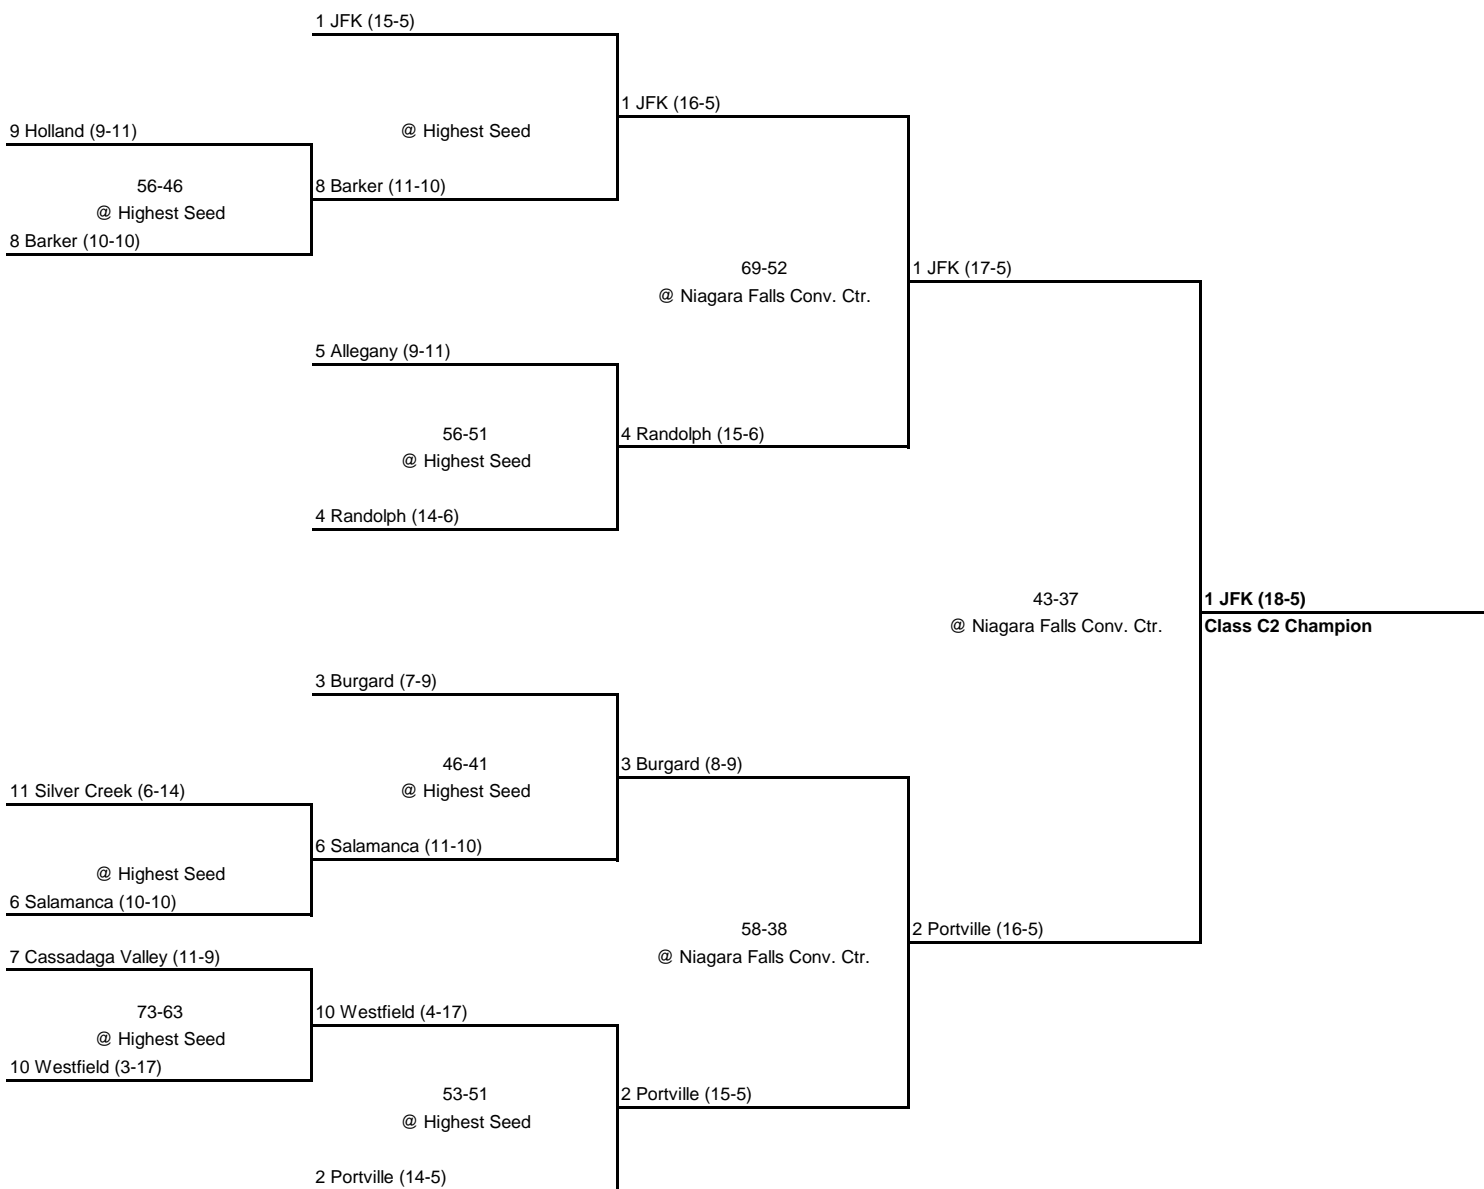 1 JFK (15-5)
1 JFK (16-5)
9 Holland (9-11)
@ Highest Seed
56-46
8 Barker (11-10)
@ Highest Seed
8 Barker (10-10)
69-52
1 JFK (17-5)
@ Niagara Falls Conv. Ctr.
5 Allegany (9-11)
56-51
4 Randolph (15-6)
@ Highest Seed
4 Randolph (14-6)
43-37
1 JFK (18-5)
@ Niagara Falls Conv. Ctr.
Class C2 Champion
3 Burgard (7-9)
46-41
3 Burgard (8-9)
11 Silver Creek (6-14)
@ Highest Seed
6 Salamanca (11-10)
@ Highest Seed
6 Salamanca (10-10)
58-38
2 Portville (16-5)
7 Cassadaga Valley (11-9)
@ Niagara Falls Conv. Ctr.
73-63
10 Westfield (4-17)
@ Highest Seed
10 Westfield (3-17)
53-51
2 Portville (15-5)
@ Highest Seed
2 Portville (14-5)